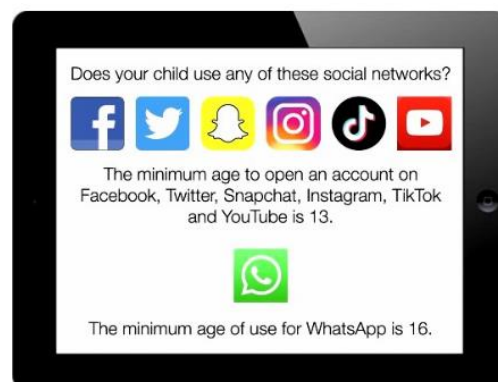 Does your child use any of these social networks?
The minimum age to open an account on
Facebook, Twitter, Snapchat, Instagram, TikTok
and YouTube is 13.
The minimum age of use for WhatsApp is 16.